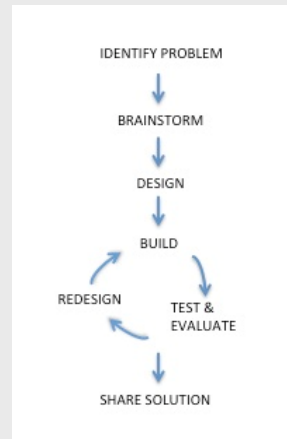 IDENTIFY PROBLEM
BRAINSTORM
DESIGN
BUILD
REDESIGN
TEST &
EVALUATE
SHARE SOLUTION